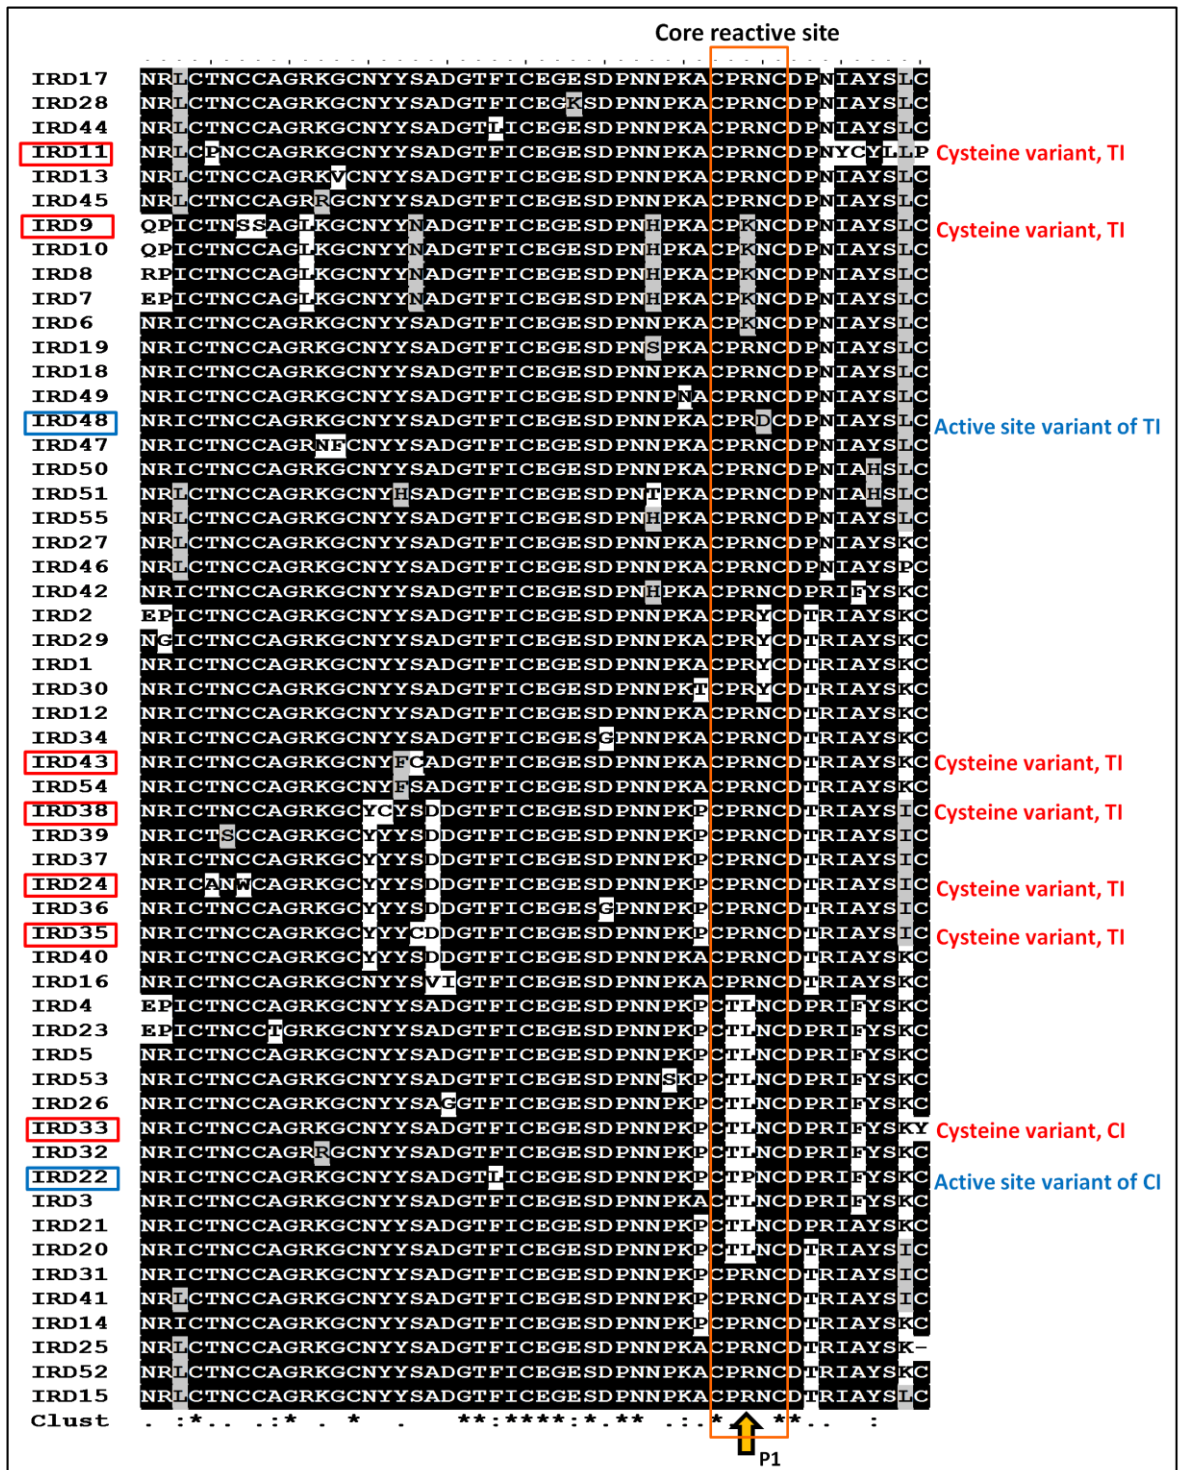 Core reactive site
IRD17 NRLCTNCCAGRKGCNYYSADGTFICEGESDPNNPKACPRNCDPNIAYSLC
IRD28 NRLCTNCCAGRKGCNYYSADGTFICEGKSDPNNPKACPRNCDPNIAYSLC
IRD44 NRLCTNCCAGRKGCNYYSADGTLICEGESDPNNPKACPRNCDPNIAYSLC
IRD11 NRLCPNCCAGRKGCNYYSADGTFICEGESDPNNPKACPRNCDPNYCYLLP Cysteine variant, TI
IRD13 NRLCTNCCAGRKVCNYYSADGTFICEGESDPNNPKACPRNCDPNIAYSLC
IRD45 NRLCTNCCAGRRGCNYYSADGTFICEGESDPNNPKACPRNCDPNIAYSLC
IRD9 QPICTNSSAGLKGCNYYNADGTFICEGESDPNHPKACPKNCDPNIAYSLC Cysteine variant, TI
IRD10 QPICTNCCAGLKGCNYYNADGTFICEGESDPNHPKACPKNCDPNIAYSLC
IRD8 RPICTNCCAGLKGCNYYNADGTFICEGESDPNHPKACPKNCDPNIAYSLC
IRD7 EPICTNCCAGLKGCNYYNADGTFICEGESDPNHPKACPKNCDPNIAYSLC
IRD6 NRICTNCCAGRKGCNYYSADGTFICEGESDPNNPKACPKNCDPNIAYSLC
IRD19 NRICTNCCAGRKGCNYYSADGTFICEGESDPNSPKACPRNCDPNIAYSLC
IRD18 NRICTNCCAGRKGCNYYSADGTFICEGESDPNNPKACPRNCDPNIAYSLC
IRD49 NRICTNCCAGRKGCNYYSADGTFICEGESDPNNPNACPRNCDPNIAYSLC
IRD48 NRICTNCCAGRKGCNYYSADGTFICEGESDPNNPKACPRDCDPNIAYSLC Active site variant of TI
IRD47 NRICTNCCAGRNFCNYYSADGTFICEGESDPNNPKACPRNCDPNIAYSLC
IRD50 NRICTNCCAGRKGCNYYSADGTFICEGESDPNNPKACPRNCDPNIAHSLC
IRD51 NRLCTNCCAGRKGCNYHSADGTFICEGESDPNTPKACPRNCDPNIAHSLC
IRD55 NRLCTNCCAGRKGCNYYSADGTFICEGESDPNHPKACPRNCDPNIAYSLC
IRD27 NRLCTNCCAGRKGCNYYSADGTFICEGESDPNNPKACPRNCDPNIAYSKC
IRD46 NRLCTNCCAGRKGCNYYSADGTFICEGESDPNNPKACPRNCDPNIAYSPC
IRD42 NRICTNCCAGRKGCNYYSADGTFICEGESDPNHPKACPRNCDPRIFYSKC
IRD2 EPICTNCCAGRKGCNYYSADGTFICEGESDPNNPKACPRYCDTRIAYSKC
IRD29 NGICTNCCAGRKGCNYYSADGTFICEGESDPNNPKACPRYCDTRIAYSKC
IRD1 NRICTNCCAGRKGCNYYSADGTFICEGESDPNNPKACPRYCDTRIAYSKC
IRD30 NRICTNCCAGRKGCNYYSADGTFICEGESDPNNPKTCPRYCDTRIAYSKC
IRD12 NRICTNCCAGRKGCNYYSADGTFICEGESDPNNPKACPRNCDTRIAYSKC
IRD34 NRICTNCCAGRKGCNYYSADGTFICEGESGPNNPKACPRNCDTRIAYSKC
IRD43 NRICTNCCAGRKGCNYFCADGTFICEGESDPNNPKACPRNCDTRIAYSKC Cysteine variant, TI
IRD54 NRICTNCCAGRKGCNYFSADGTFICEGESDPNNPKACPRNCDTRIAYSKC
IRD38 NRICTNCCAGRKGCYCYSDDGTFICEGESDPNNPKPCPRNCDTRIAYSIC Cysteine variant, TI
IRD39 NRICTSCCAGRKGCYYYSDDGTFICEGESDPNNPKPCPRNCDTRIAYSIC
IRD37 NRICTNCCAGRKGCYYYSDDGTFICEGESDPNNPKPCPRNCDTRIAYSIC
IRD24 NRICANWCAGRKGCYYYSDDGTFICEGESDPNNPKPCPRNCDTRIAYSIC Cysteine variant, TI
IRD36 NRICTNCCAGRKGCYYYSDDGTFICEGESGPNNPKPCPRNCDTRIAYSIC
IRD35 NRICTNCCAGRKGCYYYCDDGTFICEGESDPNNPKPCPRNCDTRIAYSIC Cysteine variant, TI
IRD40 NRICTNCCAGRKGCYYYSDDGTFICEGESDPNNPKACPRNCDTRIAYSKC
IRD16 NRICTNCCAGRKGCNYYSVIGTFICEGESDPNNPKACPRNCDTRIAYSKC
IRD4 EPICTNCCAGRKGCNYYSADGTFICEGESDPNNPKPCTLNCDPRIFYSKC
IRD23 EPICTNCCTGRKGCNYYSADGTFICEGESDPNNPKPCTLNCDPRIFYSKC
IRD5 NRICTNCCAGRKGCNYYSADGTFICEGESDPNNPKPCTLNCDPRIFYSKC
IRD53 NRICTNCCAGRKGCNYYSADGTFICEGESDPNNSKPCTLNCDPRIFYSKC
IRD26 NRICTNCCAGRKGCNYYSAGGTFICEGESDPNNPKPCTLNCDPRIFYSKC
IRD33 NRICTNCCAGRKGCNYYSADGTFICEGESDPNNPKPCTLNCDPRIFYSKY Cysteine variant, CI
IRD32 NRICTNCCAGRRGCNYYSADGTFICEGESDPNNPKPCTLNCDPRIFYSKC
IRD22 NRICTNCCAGRKGCNYYSADGTLICEGESDPNNPKPCTPNCDPRIFYSKC Active site variant of CI
IRD3 NRICTNCCAGRKGCNYYSADGTFICEGESDPNNPKACTLNCDPRIFYSKC
IRD21 NRICTNCCAGRKGCNYYSADGTFICEGESDPNNPKPCTLNCDPRIAYSKC
IRD20 NRICTNCCAGRKGCNYYSADGTFICEGESDPNNPKPCTLNCDTRIAYSIC
IRD31 NRICTNCCAGRKGCNYYSADGTFICEGESDPNNPKPCPRNCDTRIAYSIC
IRD41 NRLCTNCCAGRKGCNYYSADGTFICEGESDPNNPKPCPRNCDTRIAYSIC
IRD14 NRICTNCCAGRKGCNYYSADGTFICEGESDPNNPKPCPRNCDTRIAYSKC
IRD25 NRLCTNCCAGRKGCNYYSADGTFICEGESDPNNPKACPRNCDTRIAYSK-
IRD52 NRLCTNCCAGRKGCNYYSADGTFICEGESDPNNPKACPRNCDTRIAYSKC
IRD15 NRLCTNCCAGRKGCNYYSADGTFICEGESDPNNPKACPRNCDTRIAYSLC
Clust . :*.. .:* . * . **:****:.*.** .:.*. . **.. :
P1